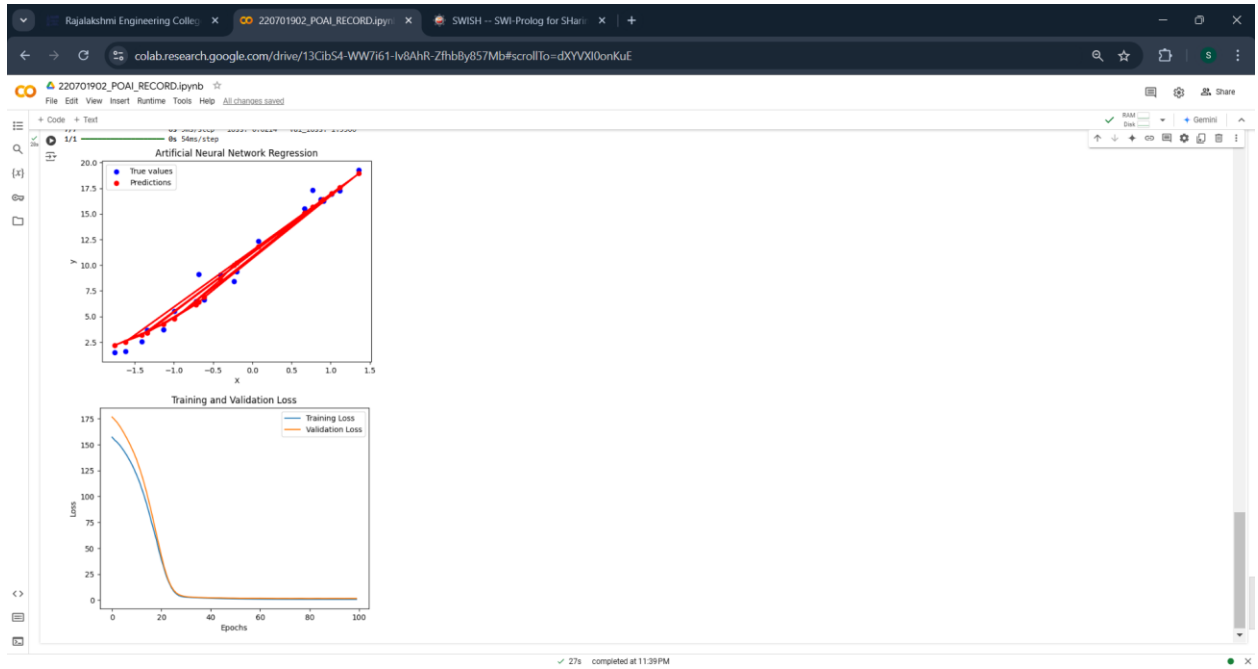 Rajalakshmi Engineering Colleg
220701902_POAI_RECORD.ipyn
SWISH -- SWI-Prolog for SHarin
colab.research.google.com/drive/13CibS4-WW7i61-Iv8AhR-ZfhbBy857Mb#scrollTo=dXYVXI0onKuE
S
220701902_POAI_RECORD.ipynb
File Edit View Insert Runtime Tools Help All changes saved
Share
+ Code + Text
RAM
Disk
+ Gemini
28s
1/1 0s 54ms/step
Artificial Neural Network Regression
True values
Predictions
20.0
17.5
15.0
12.5
10.0
7.5
5.0
2.5
y
−1.5 −1.0 −0.5 0.0 0.5 1.0 1.5
X
Training and Validation Loss
Training Loss
Validation Loss
175
150
125
100
75
50
25
0
Loss
0 20 40 60 80 100
Epochs
27s completed at 11:39 PM